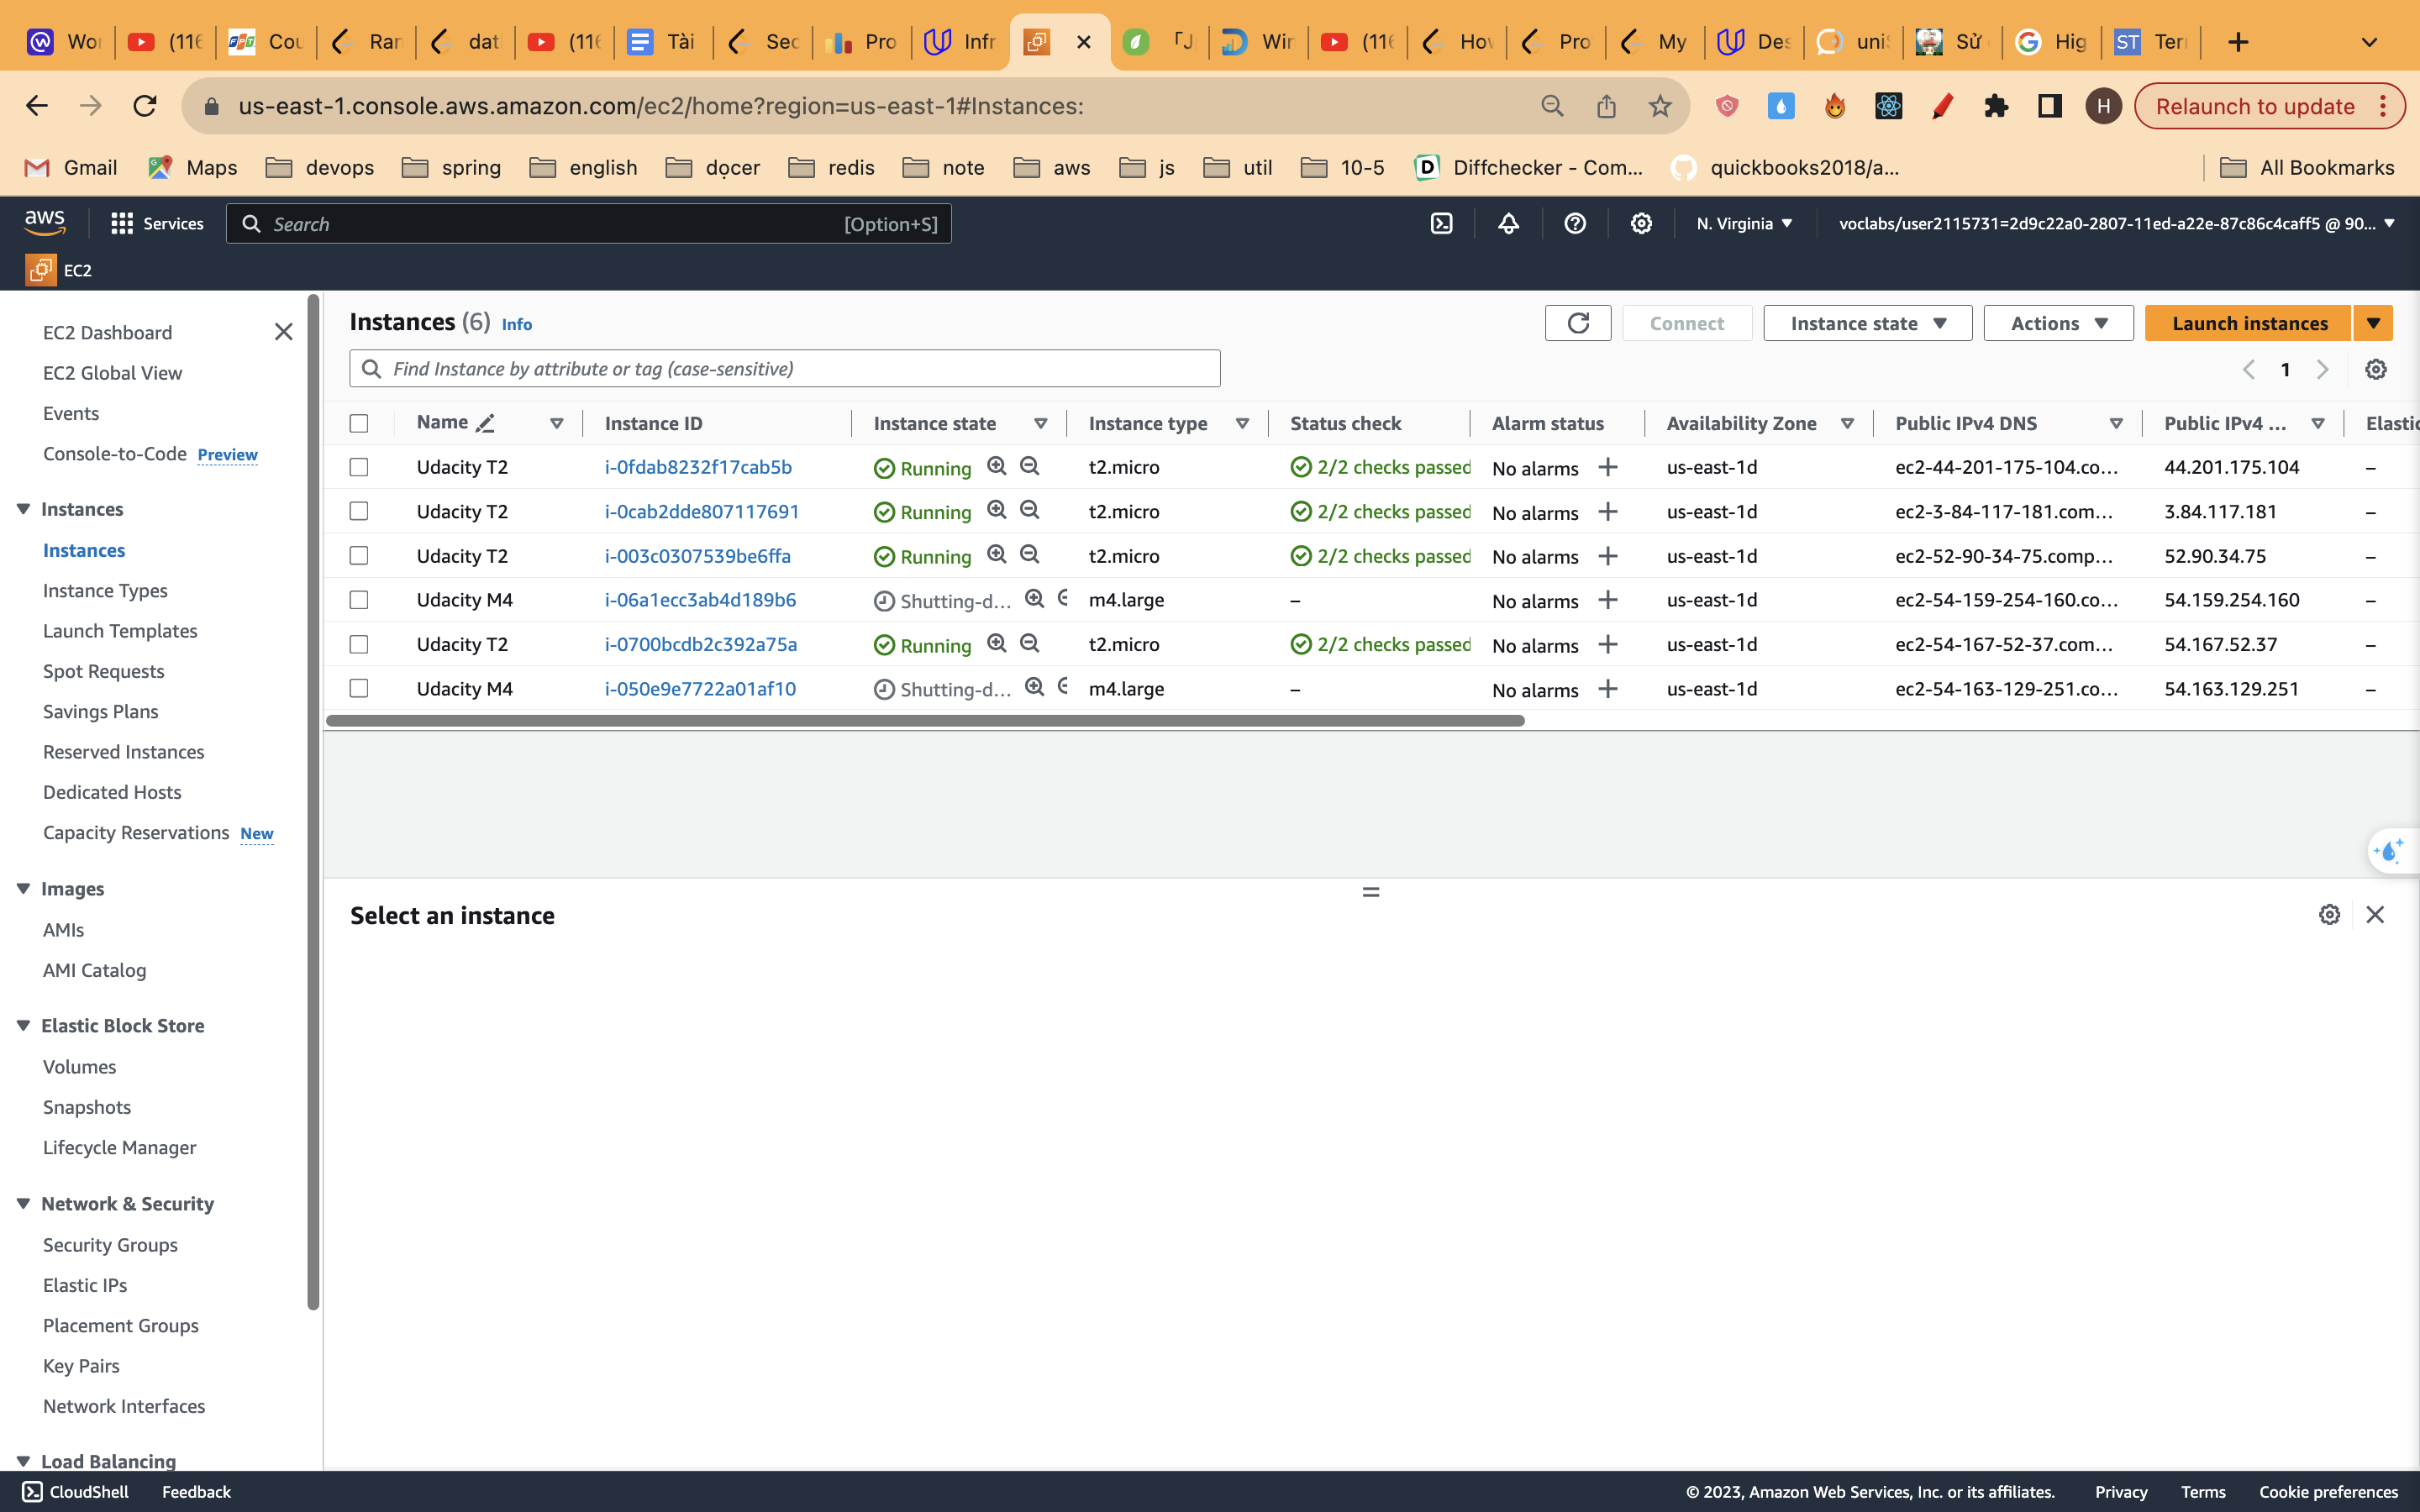 Wor
(116
Cou
Ran
dat
(116
Tài
Sec
Pro
Infr
「J
Wir
(116
How
Pro
My
Des
uni
Sử
Hig
ST Ter
us-east-1.console.aws.amazon.com/ec2/home?region=us-east-1#Instances:
H
Relaunch to update
Gmail
Maps
devops
spring
english
dọcer
redis
note
aws
js
util
10-5
D Diffchecker - Com...
quickbooks2018/a...
All Bookmarks
aws
Services
Search
[Option+S]
N. Virginia
voclabs/user2115731=2d9c22a0-2807-11ed-a22e-87c86c4caff5 @ 90...
EC2
EC2 Dashboard
EC2 Global View
Events
Console-to-Code Preview
Instances
Instances
Instance Types
Launch Templates
Spot Requests
Savings Plans
Reserved Instances
Dedicated Hosts
Capacity Reservations New
Images
AMIs
AMI Catalog
Elastic Block Store
Volumes
Snapshots
Lifecycle Manager
Network & Security
Security Groups
Elastic IPs
Placement Groups
Key Pairs
Network Interfaces
Load Balancing
Instances (6) Info
Connect
Instance state
Actions
Launch instances
Find Instance by attribute or tag (case-sensitive)
1
Name Instance ID Instance state Instance type Status check Alarm status Availability Zone Public IPv4 DNS Public IPv4 ... Elastic
Udacity T2 i-0fdab8232f17cab5b Running t2.micro 2/2 checks passed No alarms + us-east-1d ec2-44-201-175-104.co... 44.201.175.104 –
Udacity T2 i-0cab2dde807117691 Running t2.micro 2/2 checks passed No alarms + us-east-1d ec2-3-84-117-181.com... 3.84.117.181 –
Udacity T2 i-003c0307539be6ffa Running t2.micro 2/2 checks passed No alarms + us-east-1d ec2-52-90-34-75.comp... 52.90.34.75 –
Udacity M4 i-06a1ecc3ab4d189b6 Shutting-d... m4.large – No alarms + us-east-1d ec2-54-159-254-160.co... 54.159.254.160 –
Udacity T2 i-0700bcdb2c392a75a Running t2.micro 2/2 checks passed No alarms + us-east-1d ec2-54-167-52-37.com... 54.167.52.37 –
Udacity M4 i-050e9e7722a01af10 Shutting-d... m4.large – No alarms + us-east-1d ec2-54-163-129-251.co... 54.163.129.251 –
Select an instance
CloudShell
Feedback
© 2023, Amazon Web Services, Inc. or its affiliates.
Privacy
Terms
Cookie preferences